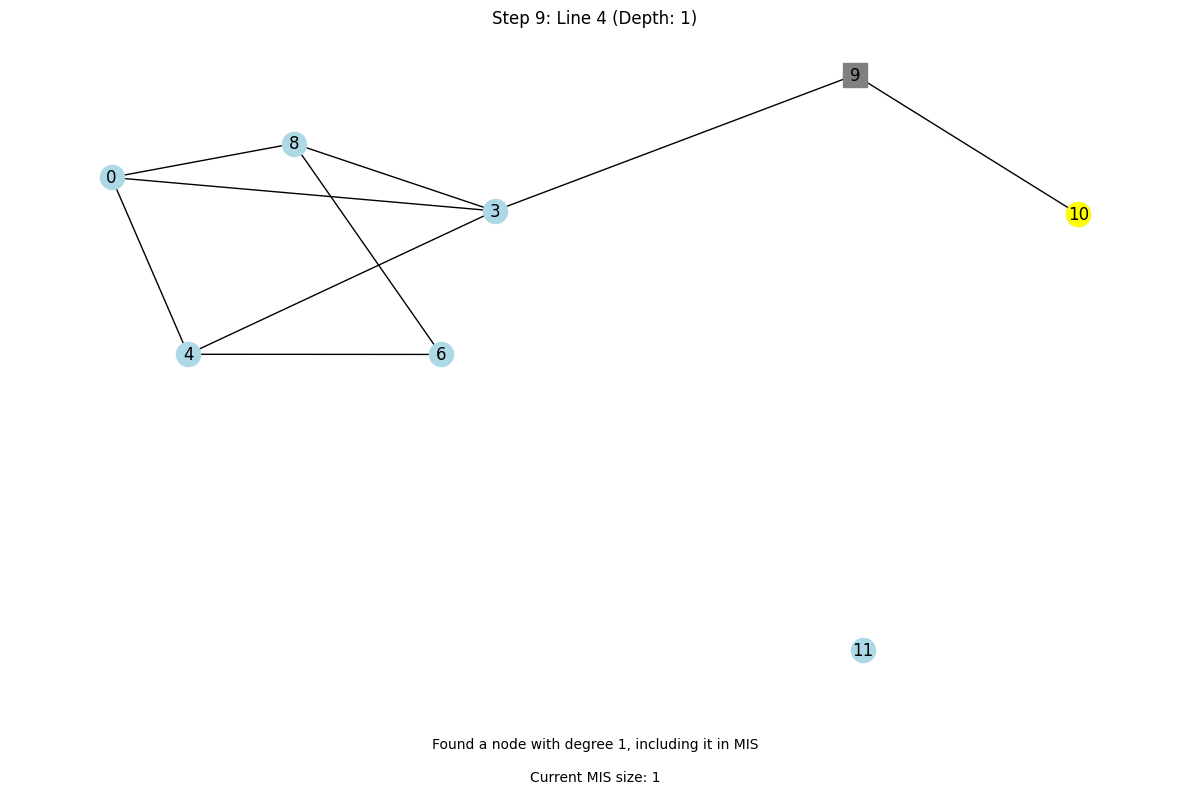 Step 9: Line 4 (Depth: 1)
9
8
0
3
10
4
6
11
Found a node with degree 1, including it in MIS
Current MIS size: 1